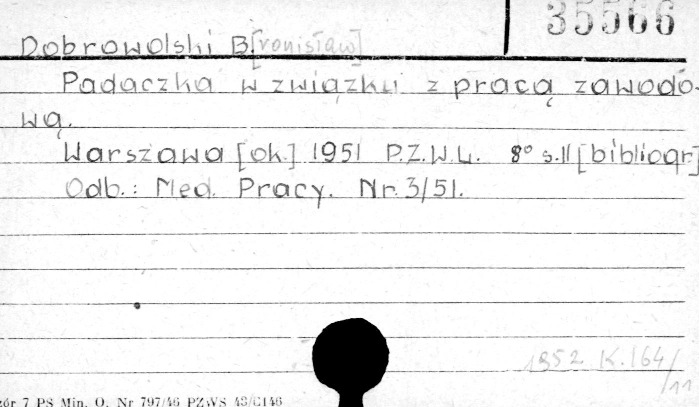 35566
Dobrowolski B[ronisław]
Padaczka w związku z pracą zawodo-
wą.
Warszawa [ok.] 1951 P.Z.W.L. 8° s.11 [bibliogr]
Odb.: Med. Pracy. Nr.3/51.
1952 K.164/11
zór 7 PS Min. O. Nr 797/46 PZWS 43/C146